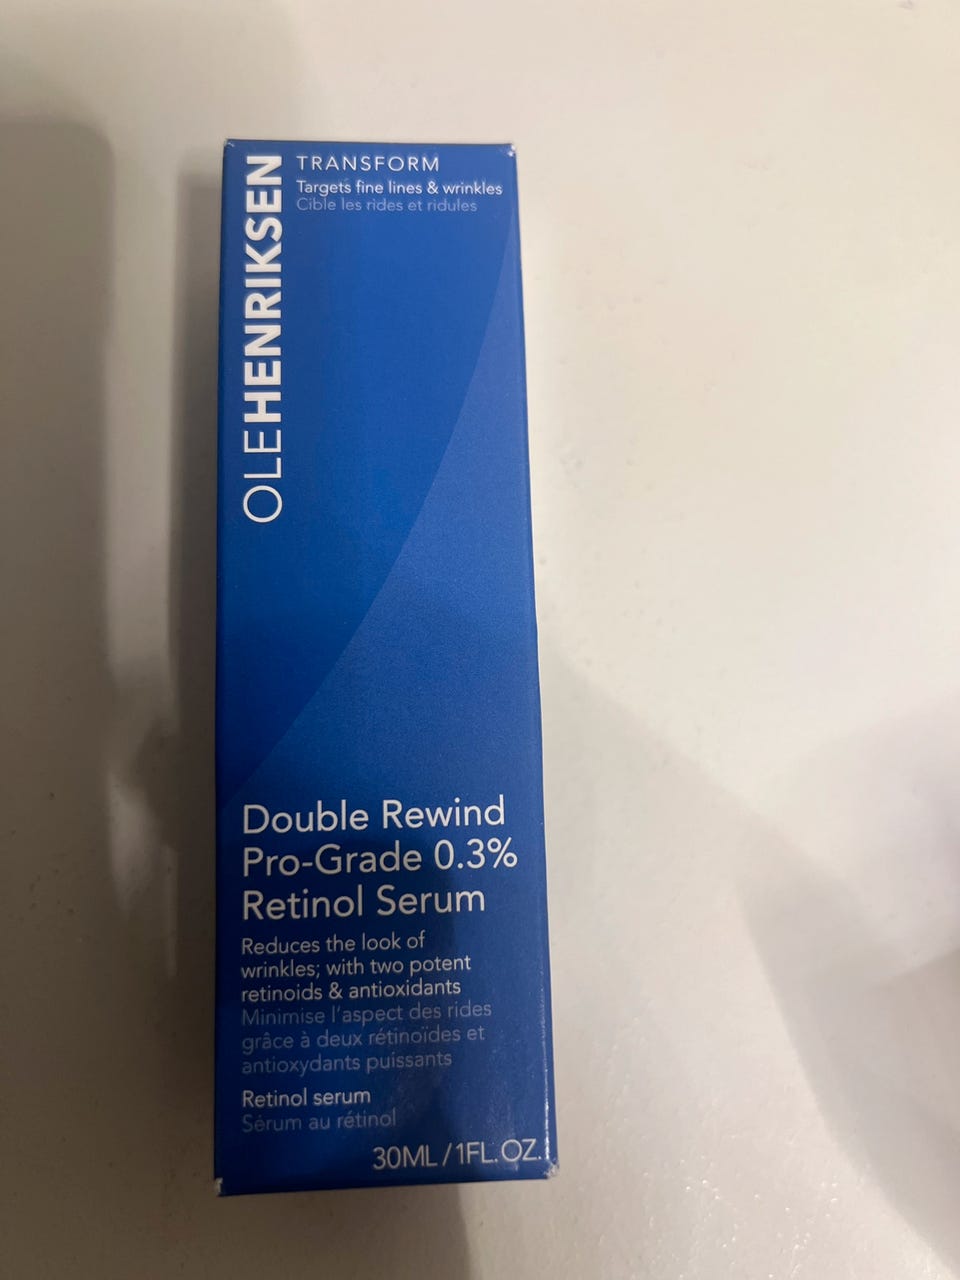 OLEHENRIKSEN
TRANSFORM
Targets fine lines & wrinkles
Cible les rides et ridules
Double Rewind
Pro-Grade 0.3%
Retinol Serum
Reduces the look of
wrinkles; with two potent
retinoids & antioxidants
Minimise l'aspect des rides
grâce à deux rétinoïdes et
antioxydants puissants
Retinol serum
Sérum au rétinol
30ML / 1FL. OZ.